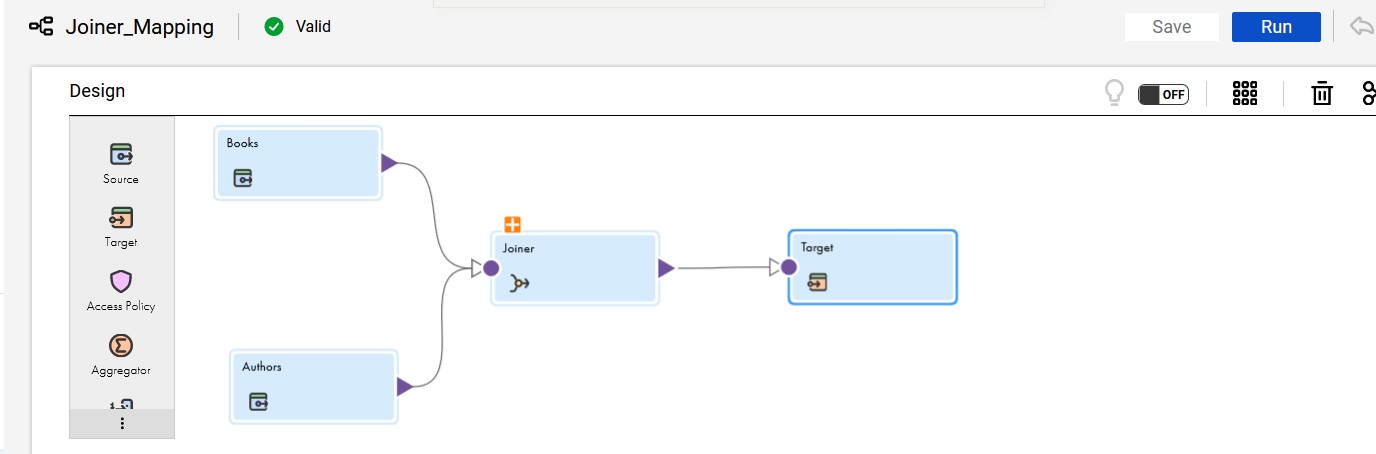 Joiner_Mapping
Valid
Save
Run
Design
OFF
Source
Target
Access Policy
Aggregator
Books
Joiner
Target
Authors